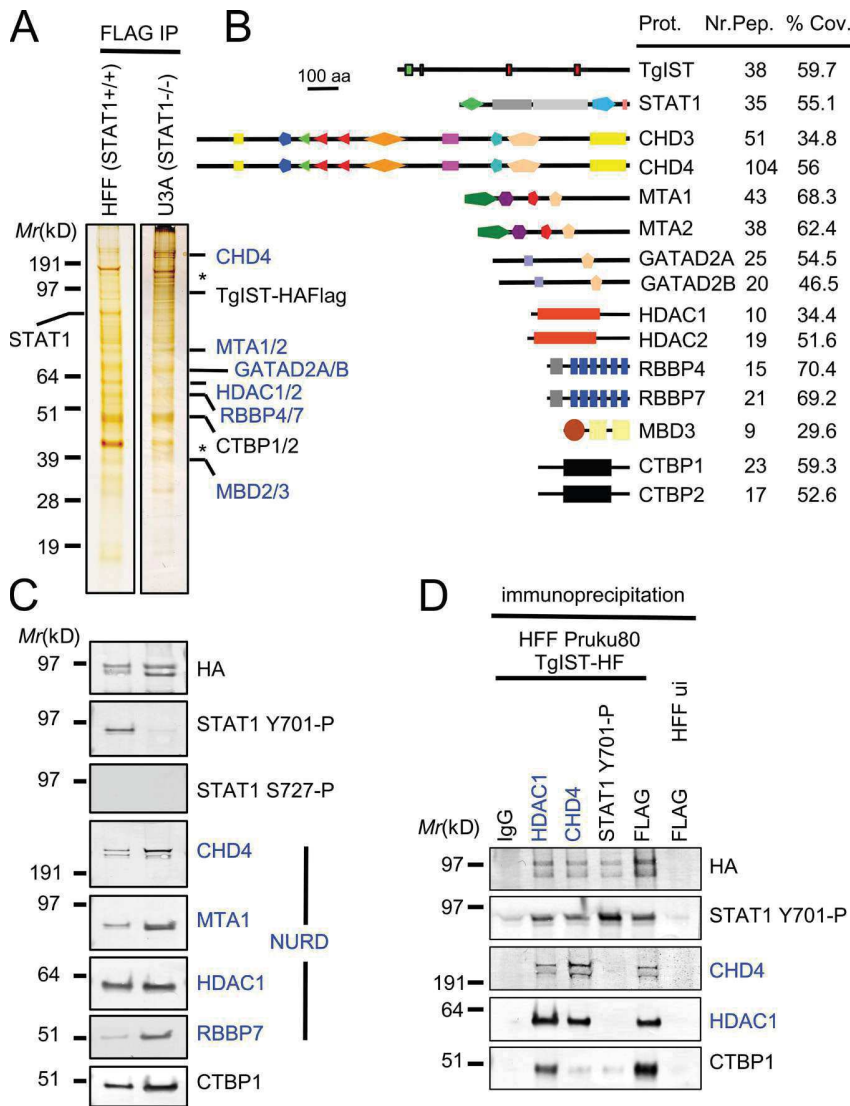 A
FLAG IP
HFF (STAT1+/+)
U3A (STAT1-/-)
Mr(kD)
191
97
STAT1
64
51
39
28
19
CHD4
*
TgIST-HAFlag
MTA1/2
GATAD2A/B
HDAC1/2
RBBP4/7
* CTBP1/2
MBD2/3
B
100 aa
Prot. Nr.Pep. % Cov.
TgIST 38 59.7
STAT1 35 55.1
CHD3 51 34.8
CHD4 104 56
MTA1 43 68.3
MTA2 38 62.4
GATAD2A 25 54.5
GATAD2B 20 46.5
HDAC1 10 34.4
HDAC2 19 51.6
RBBP4 15 70.4
RBBP7 21 69.2
MBD3 9 29.6
CTBP1 23 59.3
CTBP2 17 52.6
C
Mr(kD)
97 HA
97 STAT1 Y701-P
97 STAT1 S727-P
191 CHD4
97 MTA1
NURD
64 HDAC1
51 RBBP7
51 CTBP1
D
immunoprecipitation
HFF Pruku80
TgIST-HF
HFF ui
IgG
HDAC1
CHD4
STAT1 Y701-P
FLAG
FLAG
Mr(kD)
97 HA
97 STAT1 Y701-P
191 CHD4
64 HDAC1
51 CTBP1